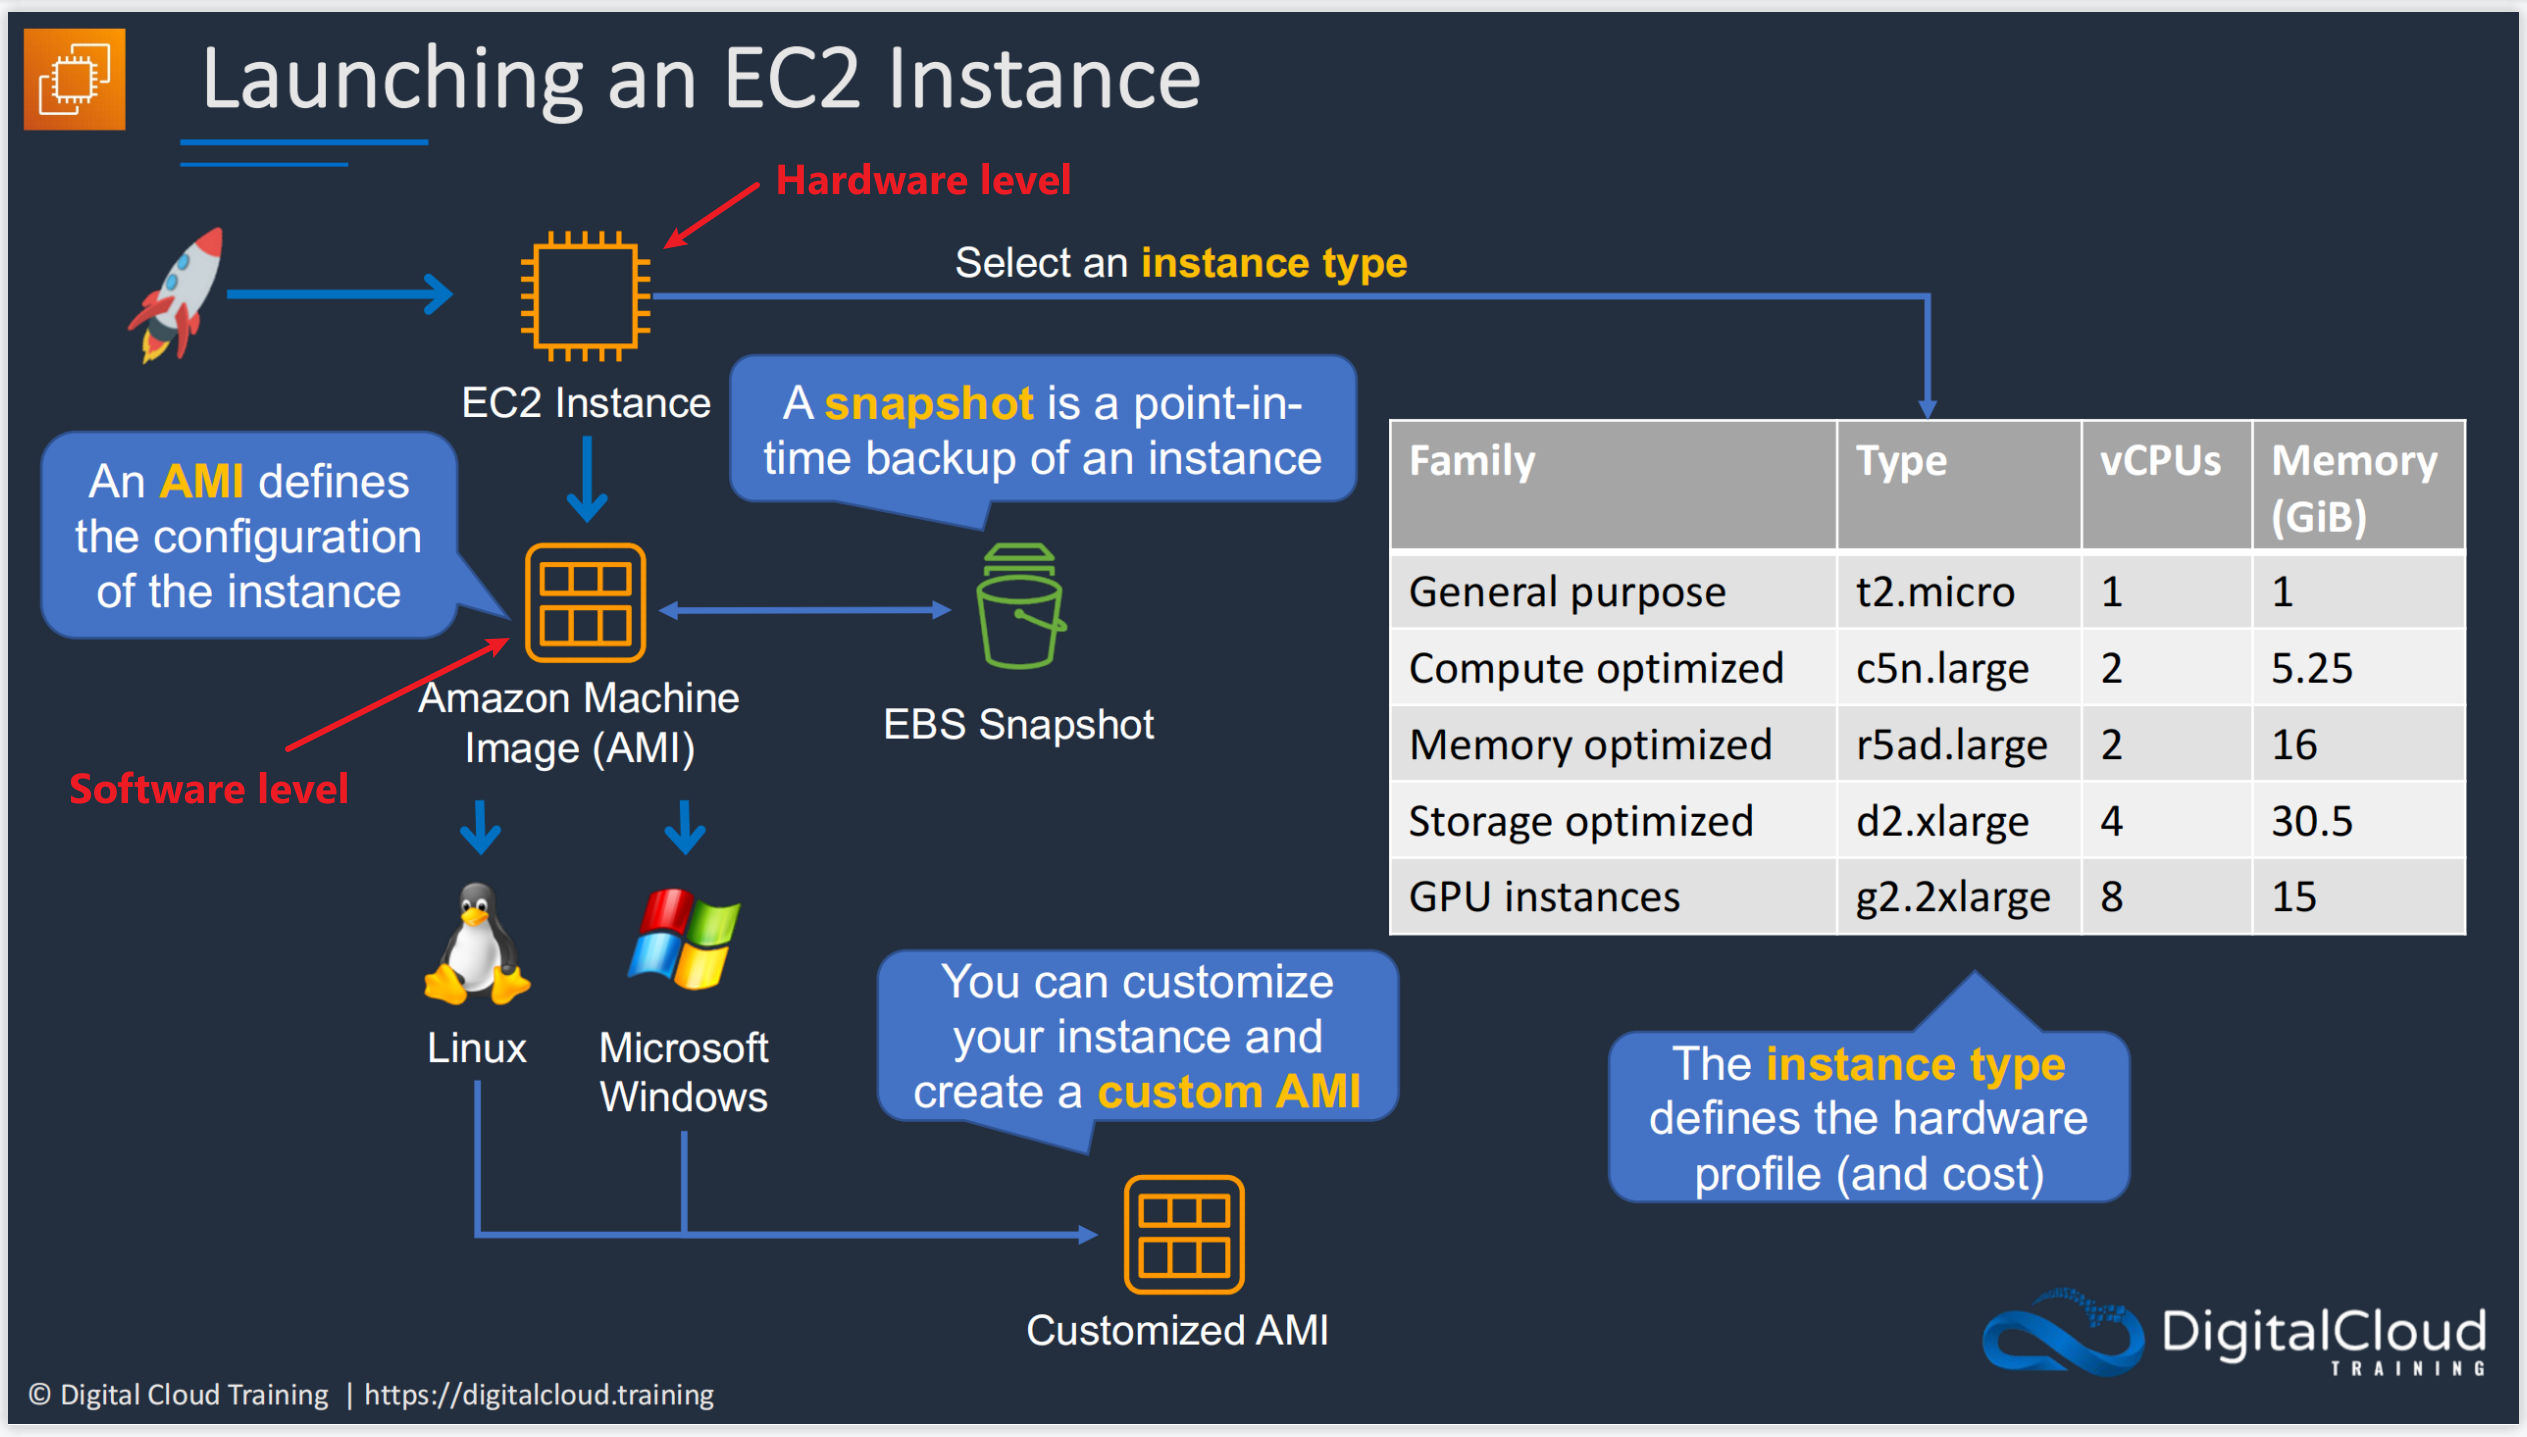 Launching an EC2 Instance
Hardware level
Select an instance type
EC2 Instance
A snapshot is a point-in-
time backup of an instance
An AMI defines
the configuration
of the instance
Amazon Machine
Image (AMI)
EBS Snapshot
Software level
Family Type vCPUs Memory
(GiB)
General purpose t2.micro 1 1
Compute optimized c5n.large 2 5.25
Memory optimized r5ad.large 2 16
Storage optimized d2.xlarge 4 30.5
GPU instances g2.2xlarge 8 15
Linux
Microsoft
Windows
You can customize
your instance and
create a custom AMI
The instance type
defines the hardware
profile (and cost)
Customized AMI
DigitalCloud
TRAINING
© Digital Cloud Training | https://digitalcloud.training